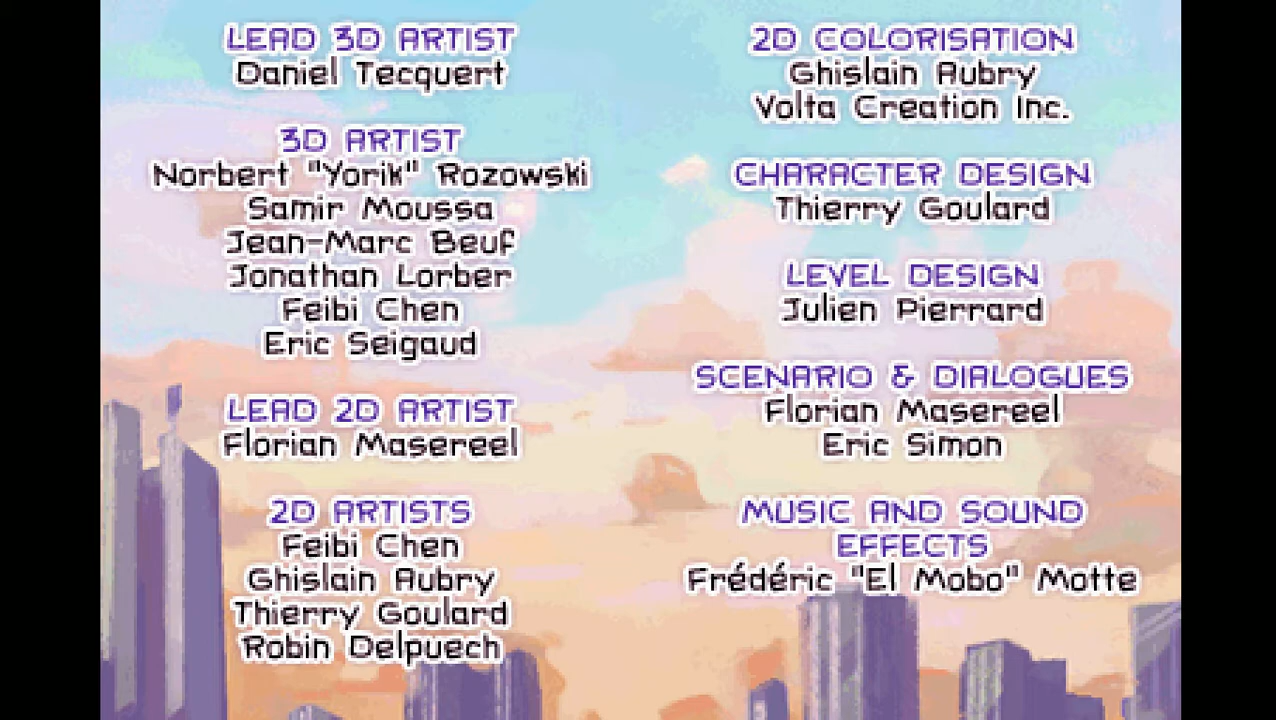 LEAD 3D ARTIST
Daniel Tecquert
3D ARTIST
Norbert "Yorik" Rozowski
Samir Moussa
Jean-Marc Beuf
Jonathan Lorber
Feibi Chen
Eric Seigaud
LEAD 2D ARTIST
Florian Masereel
2D ARTISTS
Feibi Chen
Ghislain Aubry
Thierry Goulard
Robin Delpuech
2D COLORISATION
Ghislain Aubry
Volta Creation Inc.
CHARACTER DESIGN
Thierry Goulard
LEVEL DESIGN
Julien Pierrard
SCENARIO & DIALOGUES
Florian Masereel
Eric Simon
MUSIC AND SOUND
EFFECTS
Frédéric "El Mobo" Motte